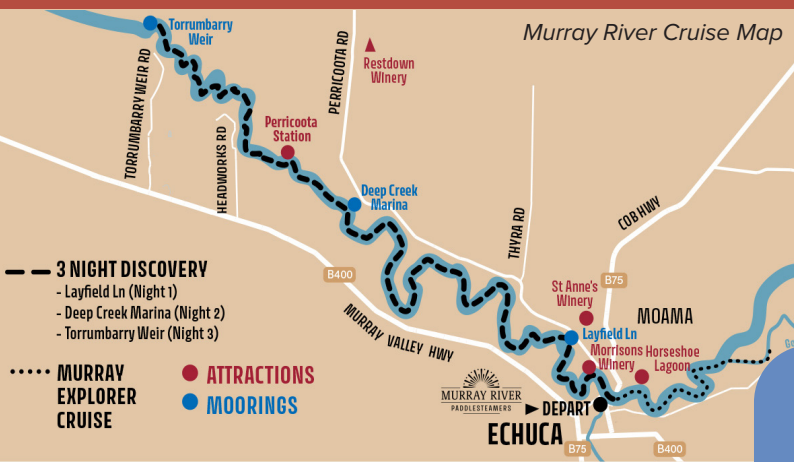 Murray River Cruise Map
Torrumbarry
Weir
TORRUMBARRY WEIR RD
HEADWORKS RD
PERRICOOTA RD
Restdown
Winery
Perricoota
Station
Deep Creek
Marina
THYRA RD
COB HWY
B400
MURRAY VALLEY HWY
B75
St Anne's
Winery
MOAMA
Layfield Ln
Morrisons
Winery
Horseshoe
Lagoon
3 NIGHT DISCOVERY
- Layfield Ln (Night 1)
- Deep Creek Marina (Night 2)
- Torrumbarry Weir (Night 3)
MURRAY
EXPLORER
CRUISE
ATTRACTIONS
MOORINGS
MURRAY RIVER
PADDLESTEAMERS
DEPART
ECHUCA
B75
B400